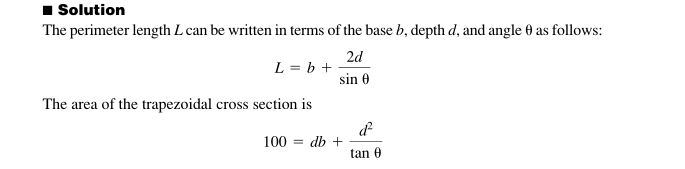 ■ Solution
The perimeter length L can be written in terms of the base b, depth d, and angle θ as follows:
L = b + 2d / sin θ
The area of the trapezoidal cross section is
100 = db + d² / tan θ